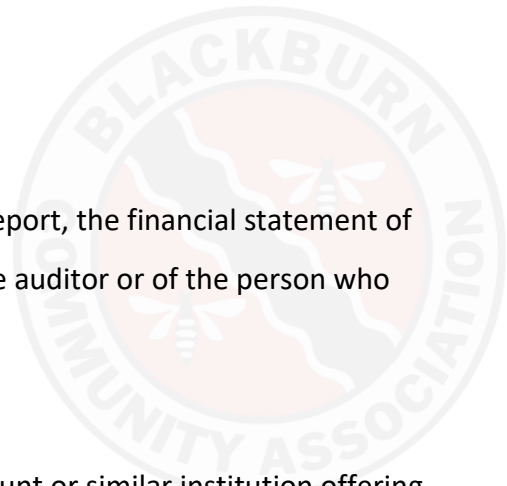 BLACKBURN
COMMUNITY ASSOCIATION
eport, the financial statement of
e auditor or of the person who
unt or similar institution offering